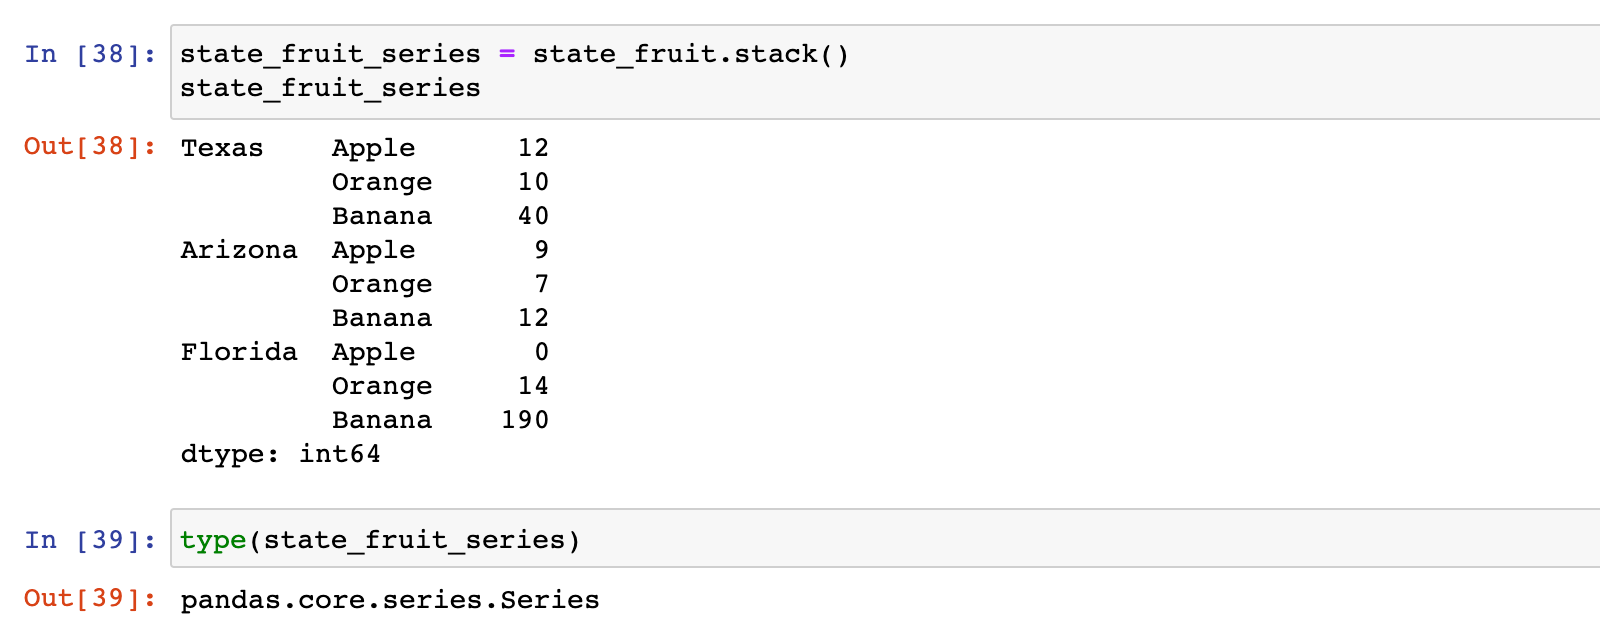 In [38]: state_fruit_series = state_fruit.stack()
state_fruit_series
Out[38]: Texas    Apple      12
         Orange     10
         Banana     40
Arizona  Apple       9
         Orange      7
         Banana     12
Florida  Apple       0
         Orange     14
         Banana    190
dtype: int64
In [39]: type(state_fruit_series)
Out[39]: pandas.core.series.Series